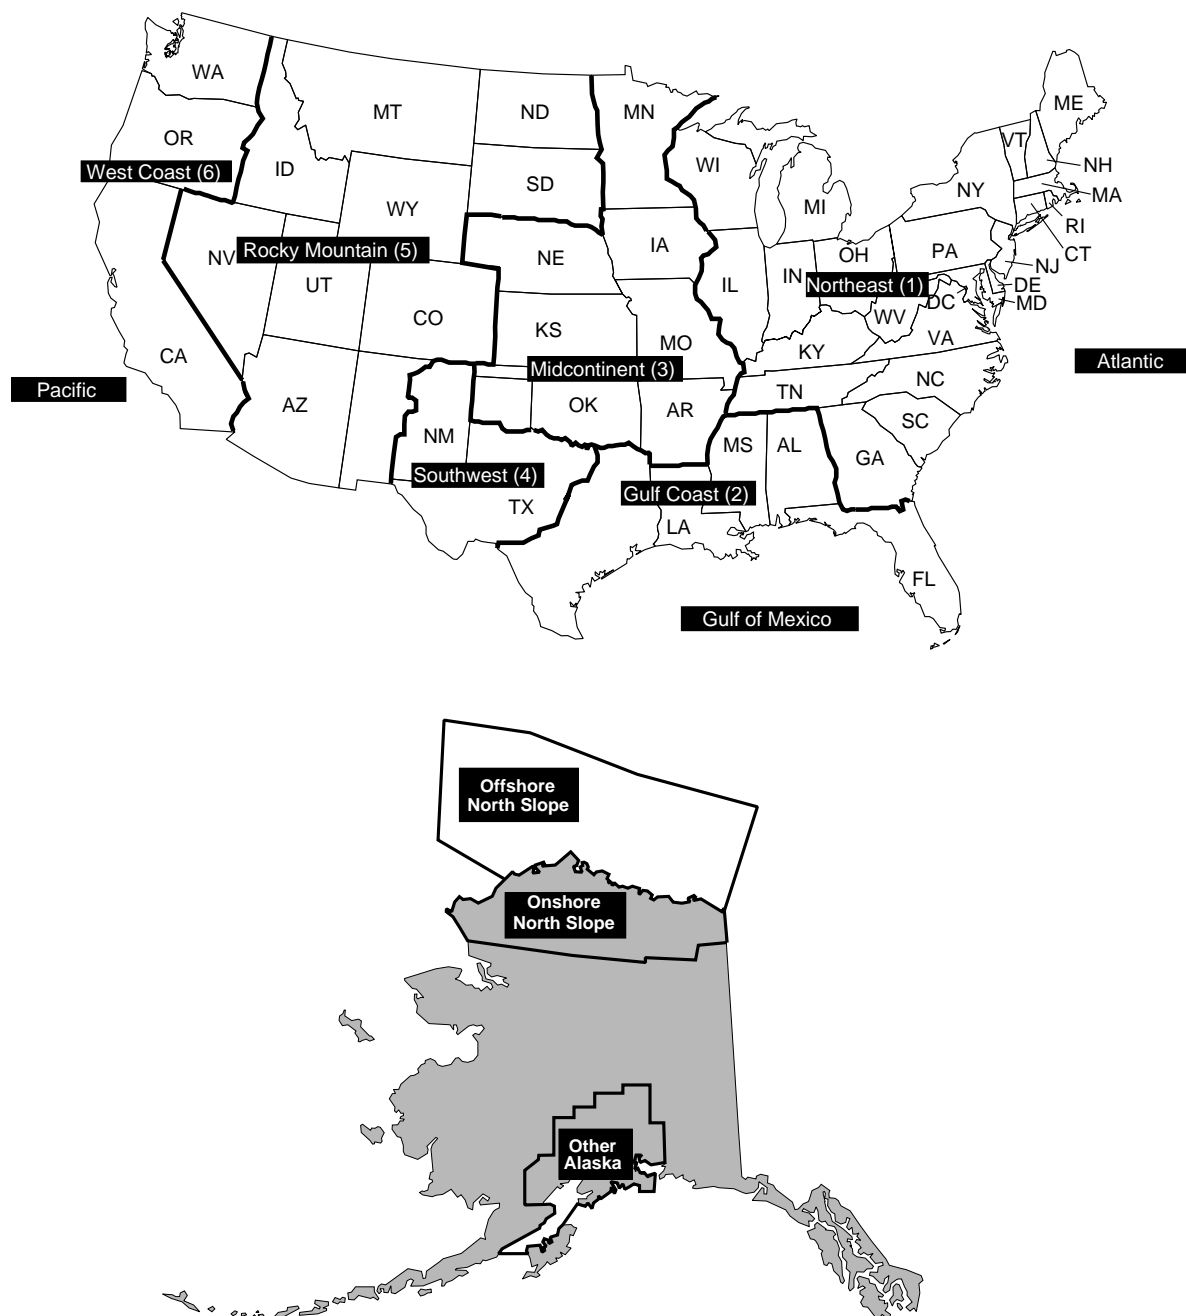 WA
MT
ND
MN
ME
OR
VT
West Coast (6)
ID
SD
WI
NH
WY
MI
NY
MA
RI
NV
Rocky Mountain (5)
NE
IA
OH
PA
CT
NJ
UT
IL
IN
Northeast (1)
DE
MD
DC
CO
KS
WV
VA
MO
KY
CA
Midcontinent (3)
Atlantic
Pacific
AZ
OK
AR
TN
NC
NM
MS
AL
SC
GA
Southwest (4)
Gulf Coast (2)
TX
LA
FL
Gulf of Mexico
Offshore
North Slope
Onshore
North Slope
Other
Alaska